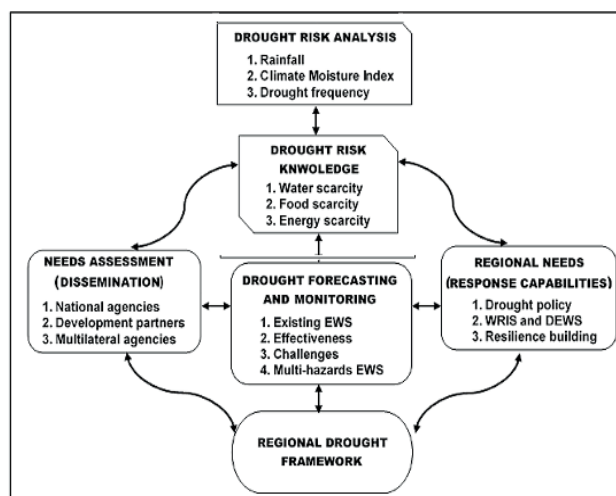 DROUGHT RISK ANALYSIS
1. Rainfall
2. Climate Moisture Index
3. Drought frequency
DROUGHT RISK
KNWOLEDGE
1. Water scarcity
2. Food scarcity
3. Energy scarcity
NEEDS ASSESSMENT
(DISSEMINATION)
1. National agencies
2. Development partners
3. Multilateral agencies
DROUGHT FORECASTING
AND MONITORING
1. Existing EWS
2. Effectiveness
3. Challenges
4. Multi-hazards EWS
REGIONAL NEEDS
(RESPONSE CAPABILITIES)
1. Drought policy
2. WRIS and DEWS
3. Resilience building
REGIONAL DROUGHT
FRAMEWORK